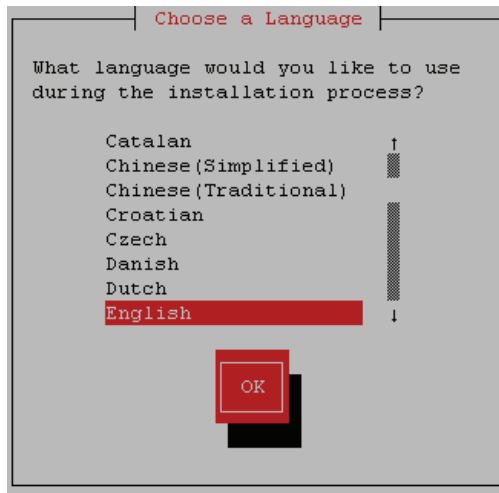 Choose a Language
What language would you like to use
during the installation process?
Catalan
Chinese(Simplified)
Chinese(Traditional)
Croatian
Czech
Danish
Dutch
English
OK